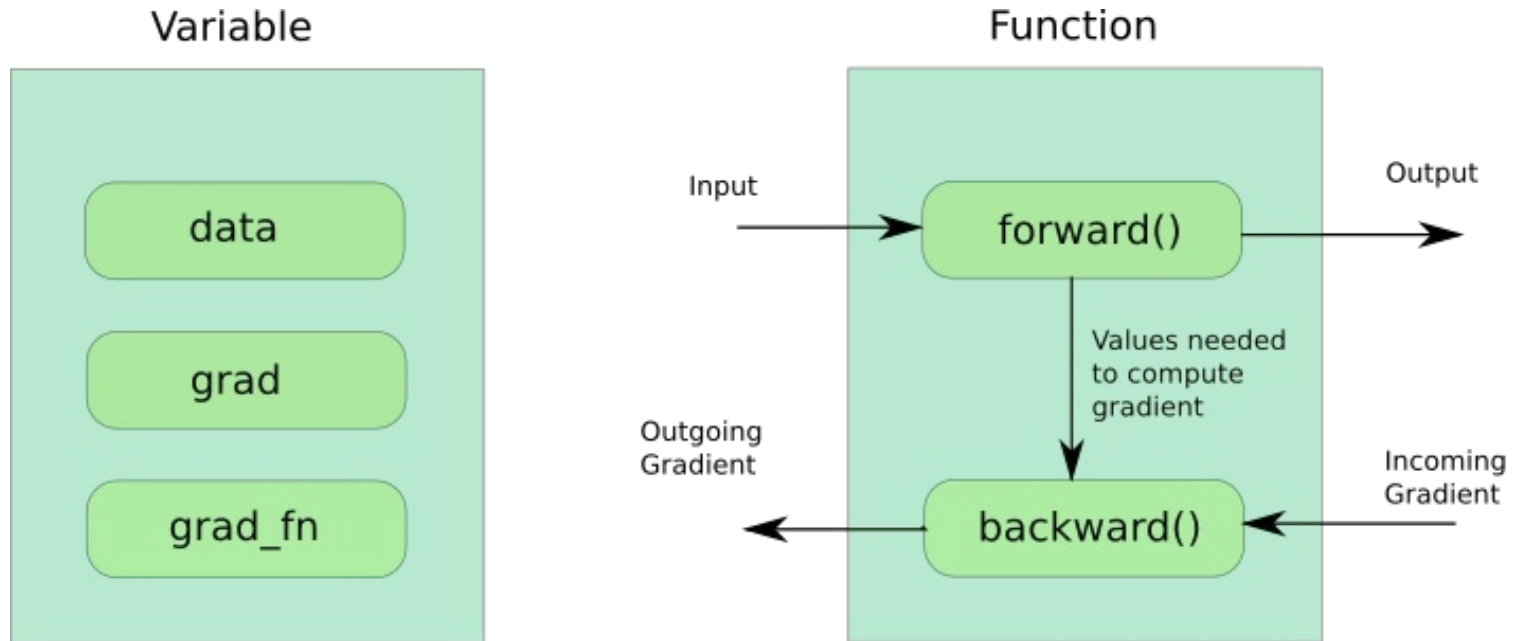 Variable
data
grad
grad_fn
Function
Input
forward()
Output
Values needed
to compute
gradient
Outgoing
Gradient
backward()
Incoming
Gradient